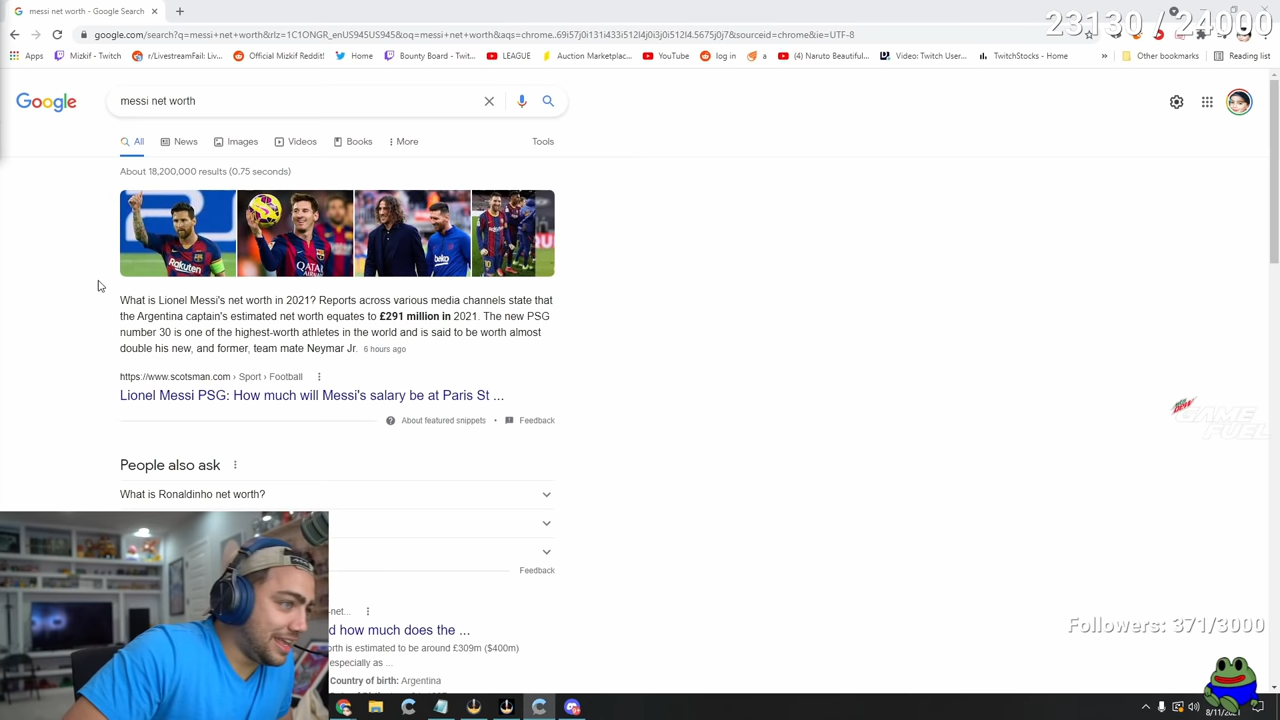 messi net worth - Google Search
23130 / 24000
google.com/search?q=messi+net+worth&rlz=1C1ONGR_enUS945US945&oq=messi+net+worth&aqs=chrome..69i57j0i131i433i512l4j0i3j0i512l4.5675j0j7&sourceid=chrome&ie=UTF-8
Apps Mizkif - Twitch r/LivestreamFail: Liv... Official Mizkif Reddit Home Bounty Board - Twit... LEAGUE Auction Marketplac... YouTube log in a (4) Naruto Beautiful... Video: Twitch User... TwitchStocks - Home » Other bookmarks Reading list
Google
messi net worth
All News Images Videos Books More Tools
About 18,200,000 results (0.75 seconds)
Rakuten
QATAR
AIRWAYS
beko
What is Lionel Messi's net worth in 2021? Reports across various media channels state that
the Argentina captain's estimated net worth equates to £291 million in 2021. The new PSG
number 30 is one of the highest-worth athletes in the world and is said to be worth almost
double his new, and former, team mate Neymar Jr. 6 hours ago
https://www.scotsman.com › Sport › Football
Lionel Messi PSG: How much will Messi's salary be at Paris St ...
About featured snippets • Feedback
GAME
FUEL
People also ask
What is Ronaldinho net worth?
Feedback
-net...
d how much does the ...
orth is estimated to be around £309m ($400m)
especially as ...
Country of birth: Argentina
Followers: 371/3000